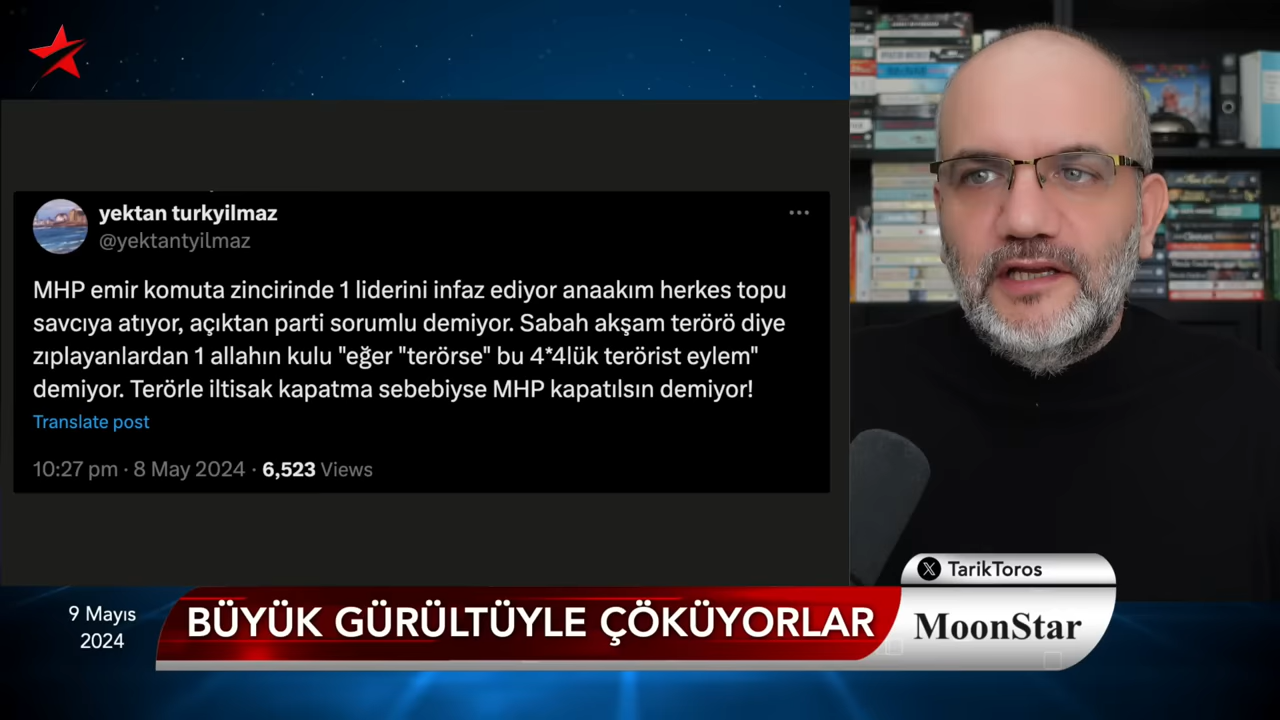 yektan turkyilmaz
@yektantyilmaz
MHP emir komuta zincirinde 1 liderini infaz ediyor anaakım herkes topu
savcıya atıyor, açıktan parti sorumlu demiyor. Sabah akşam terörö diye
zıplayanlardan 1 allahın kulu "eğer "terörse" bu 4*4lük terörist eylem"
demiyor. Terörle iltisak kapatma sebebiyse MHP kapatılsın demiyor!
Translate post
10:27 pm · 8 May 2024 · 6,523 Views
X TarikToros
9 Mayıs
2024
BÜYÜK GÜRÜLTÜYLE ÇÖKÜYORLAR
MoonStar